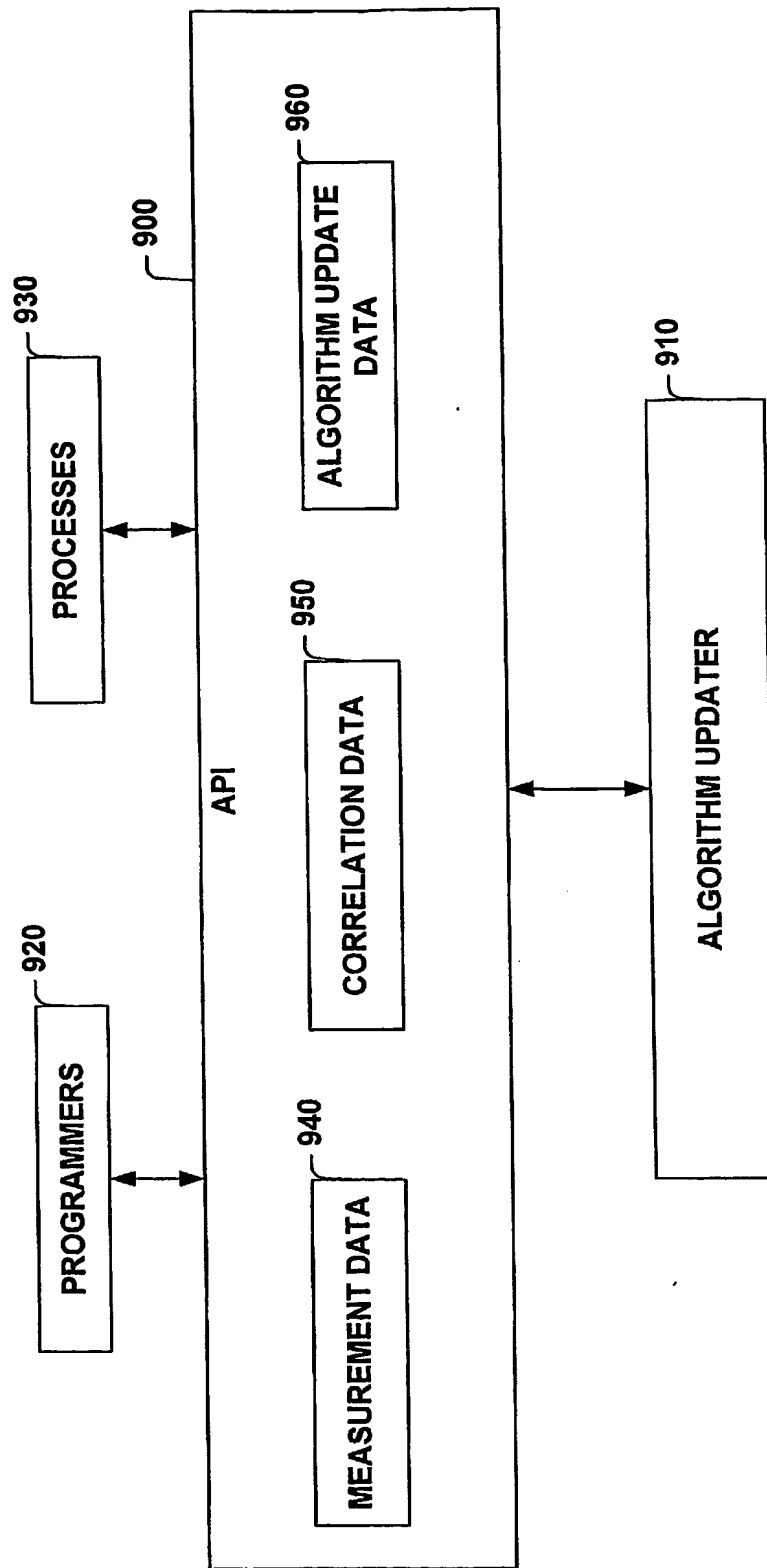 PROGRAMMERS
920
PROCESSES
930
900
API
MEASUREMENT DATA
940
CORRELATION DATA
950
ALGORITHM UPDATE
DATA
960
ALGORITHM UPDATER
910